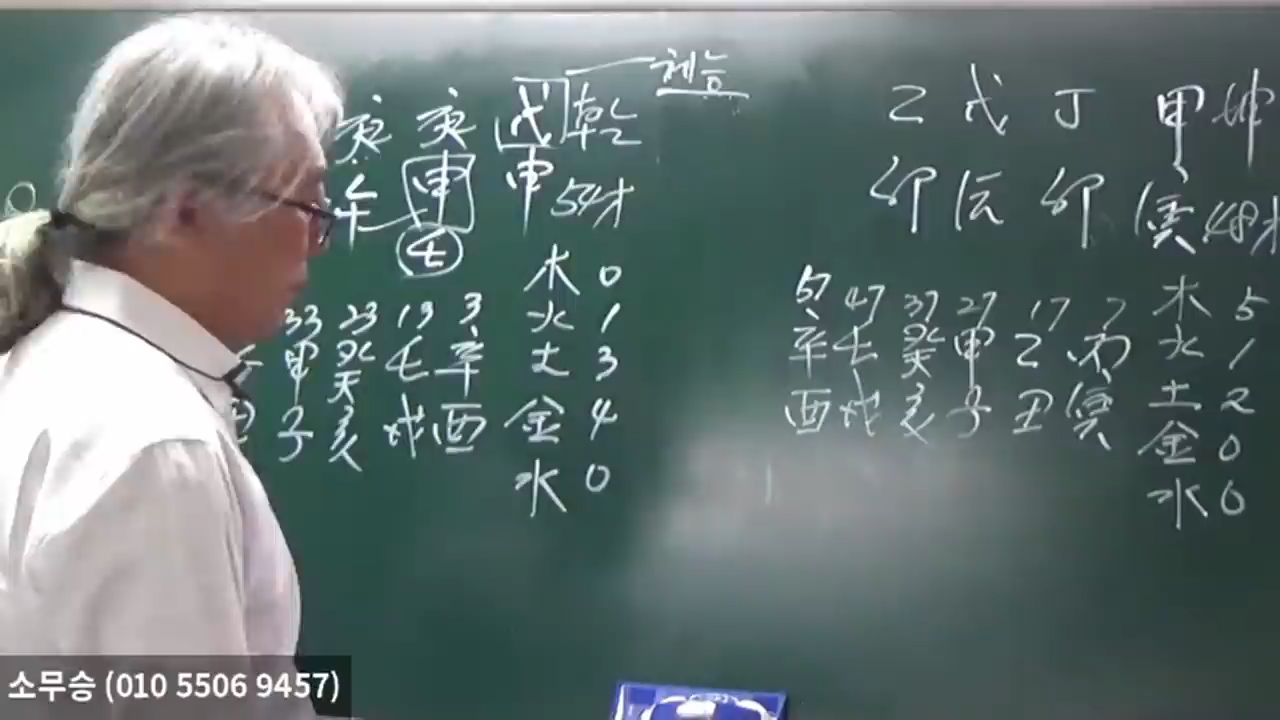 체능
庚 庚 戊 乾
午 申 申 54才
土
木 0
火 1
土 3
金 4
水 0
33 23 13 3
甲 癸 壬 辛
子 亥 戌 酉
乙 戊 丁 甲 坤
卯 辰 卯 寅 48才
木 5
火 1
土 2
金 0
水 0
57 47 37 27 17 7
辛 壬 癸 甲 乙 丙
酉 戌 亥 子 丑 寅
소무승 (010 5506 9457)